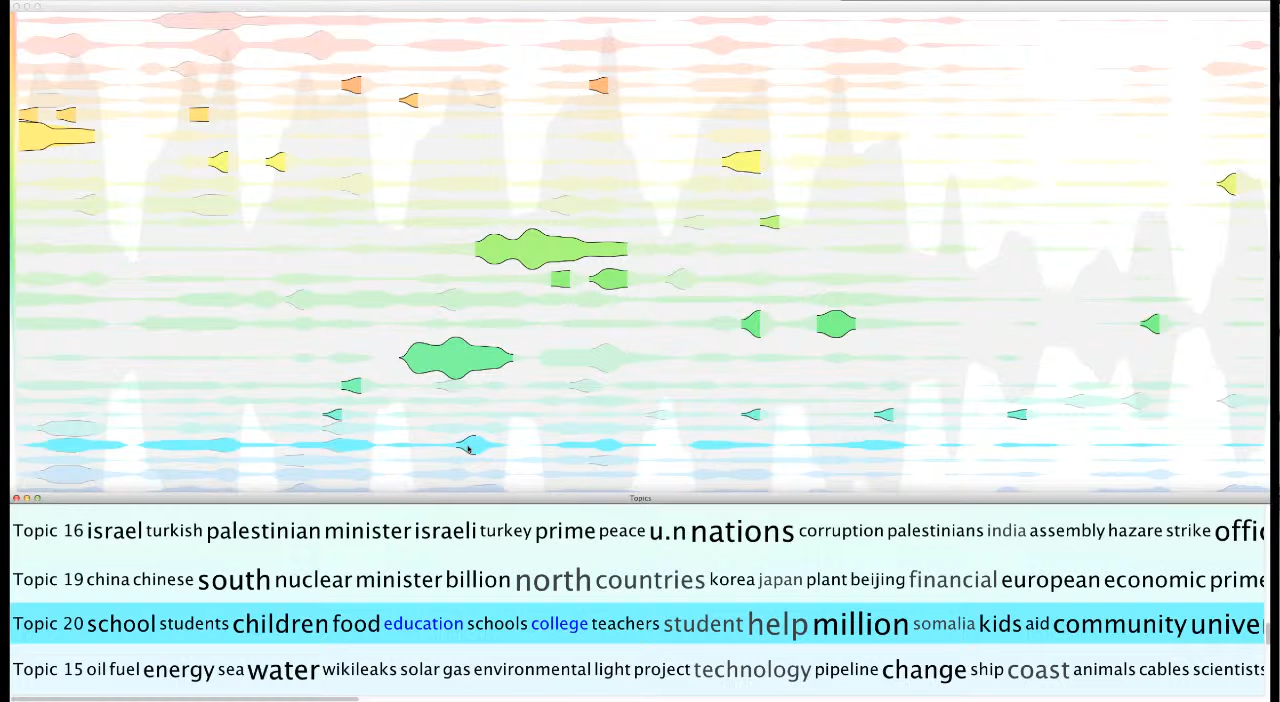 Topics
Topic 16 israel turkish palestinian minister israeli turkey prime peace u.n nations corruption palestinians india assembly hazare strike offic
Topic 19 china chinese south nuclear minister billion north countries korea japan plant beijing financial european economic prime
Topic 20 school students children food education schools college teachers student help million somalia kids aid community unive
Topic 15 oil fuel energy sea water wikileaks solar gas environmental light project technology pipeline change ship coast animals cables scientists